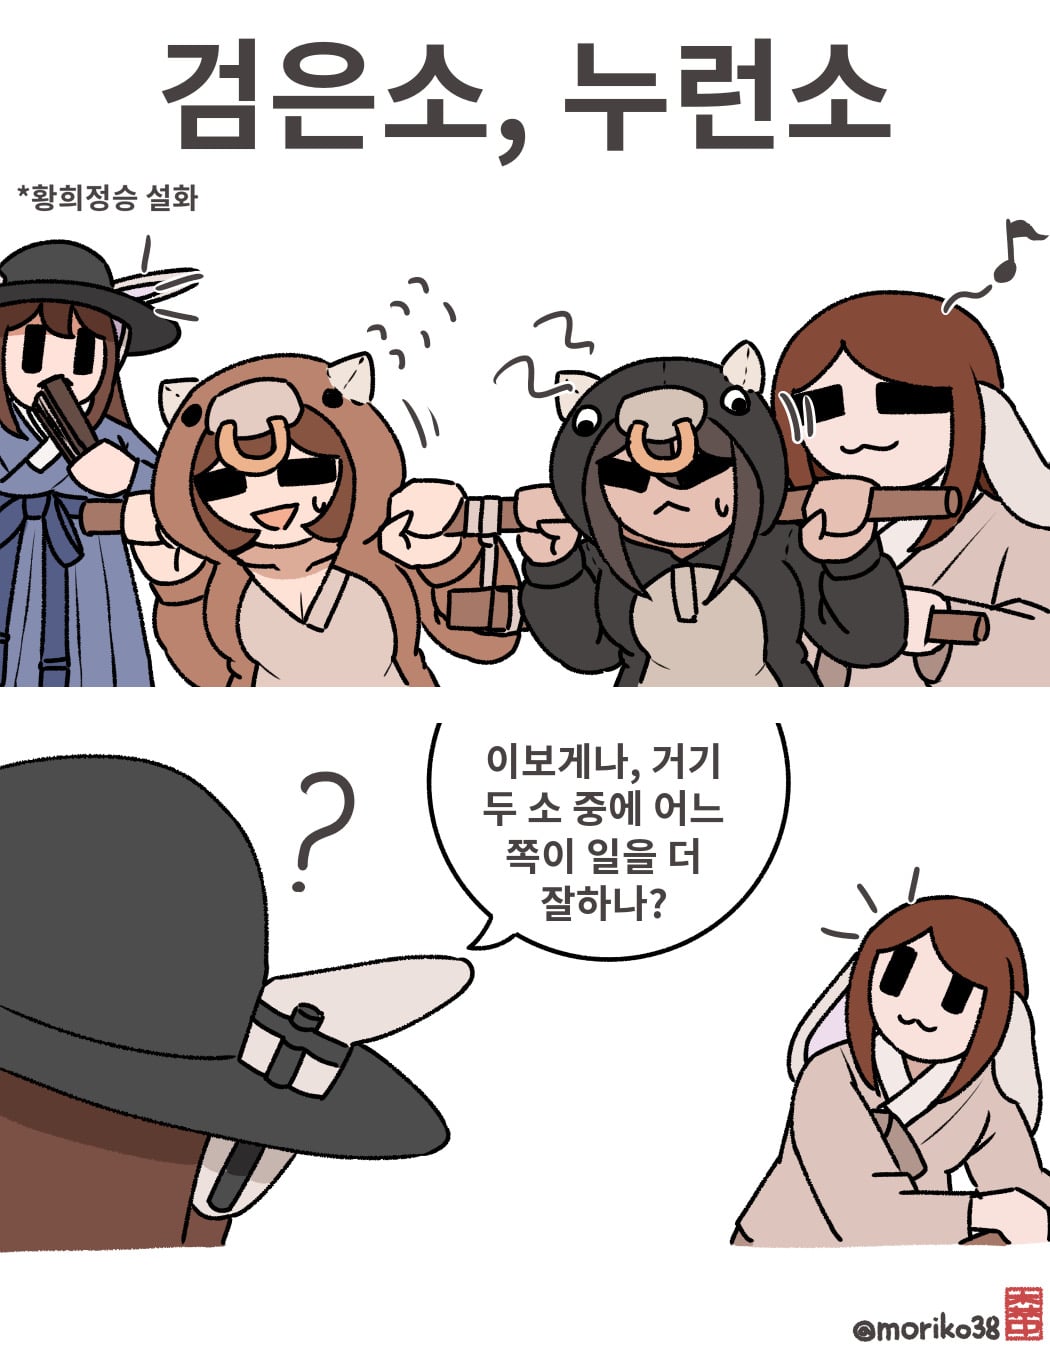 검은소, 누런소
*황희정승 설화
이보게나, 거기
두 소 중에 어느
쪽이 일을 더
잘하나?
@moriko38